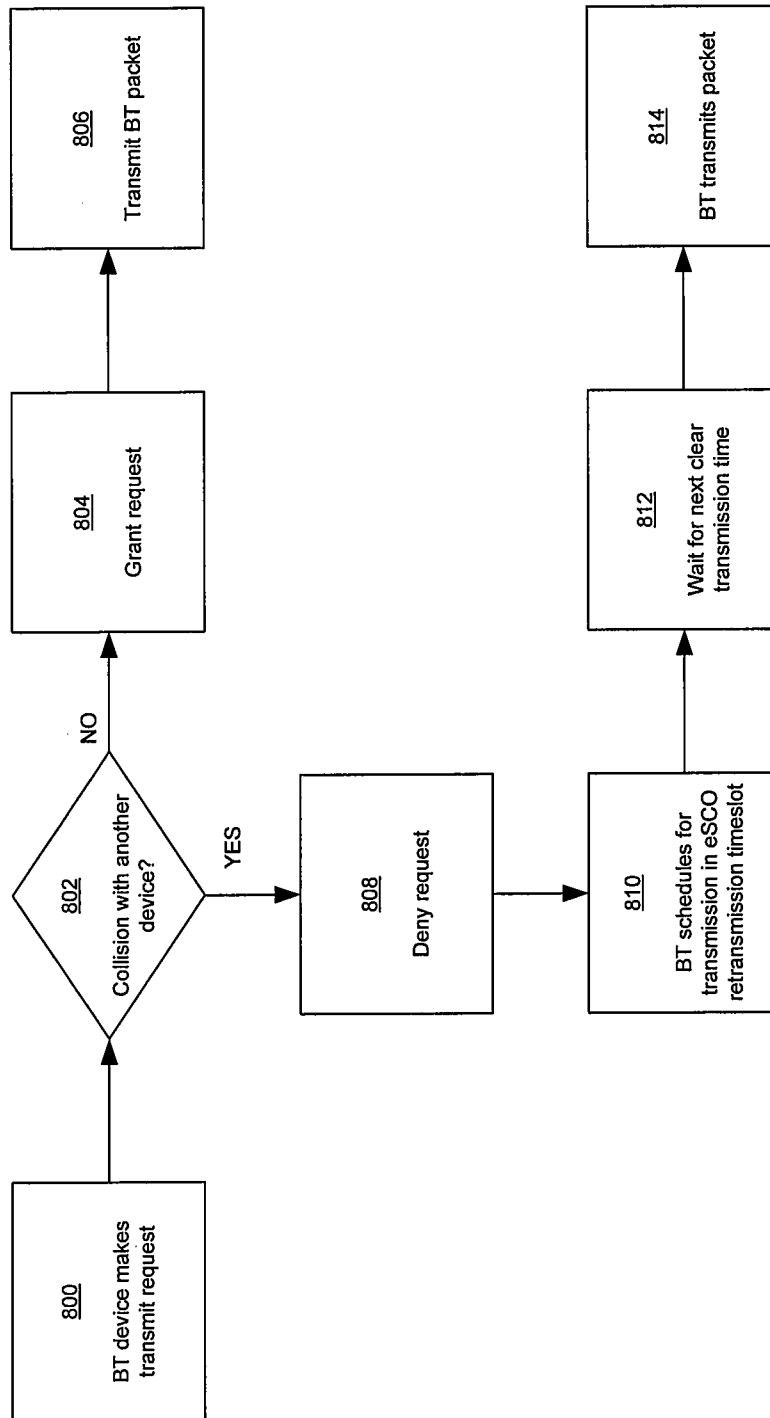 800
BT device makes
transmit request
802
Collision with another
device?
NO
YES
804
Grant request
806
Transmit BT packet
808
Deny request
810
BT schedules for
transmission in eSCO
retransmission timeslot
812
Wait for next clear
transmission time
814
BT transmits packet